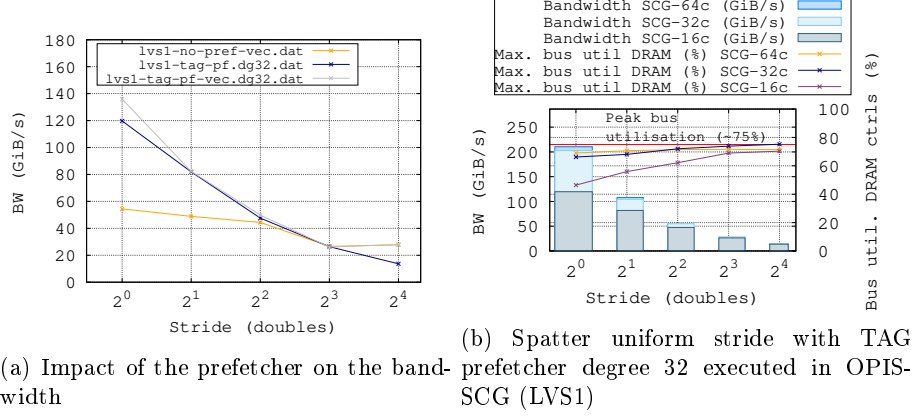 180
160
140
120
100
80
60
40
20
0
BW (GiB/s)
lvs1-no-pref-vec.dat
lvs1-tag-pf.dg32.dat
lvs1-tag-pf-vec.dg32.dat
2^0 2^1 2^2 2^3 2^4
Stride (doubles)
(a) Impact of the prefetcher on the band-
width
Bandwidth SCG-64c (GiB/s)
Bandwidth SCG-32c (GiB/s)
Bandwidth SCG-16c (GiB/s)
Max. bus util DRAM (%) SCG-64c
Max. bus util DRAM (%) SCG-32c
Max. bus util DRAM (%) SCG-16c
Peak bus
utilisation (~75%)
250
200
150
100
50
0
BW (GiB/s)
100
80
60
40
20
0
Bus util. DRAM ctrls (%)
2^0 2^1 2^2 2^3 2^4
Stride (doubles)
(b) Spatter uniform stride with TAG
prefetcher degree 32 executed in OPIS-
SCG (LVS1)